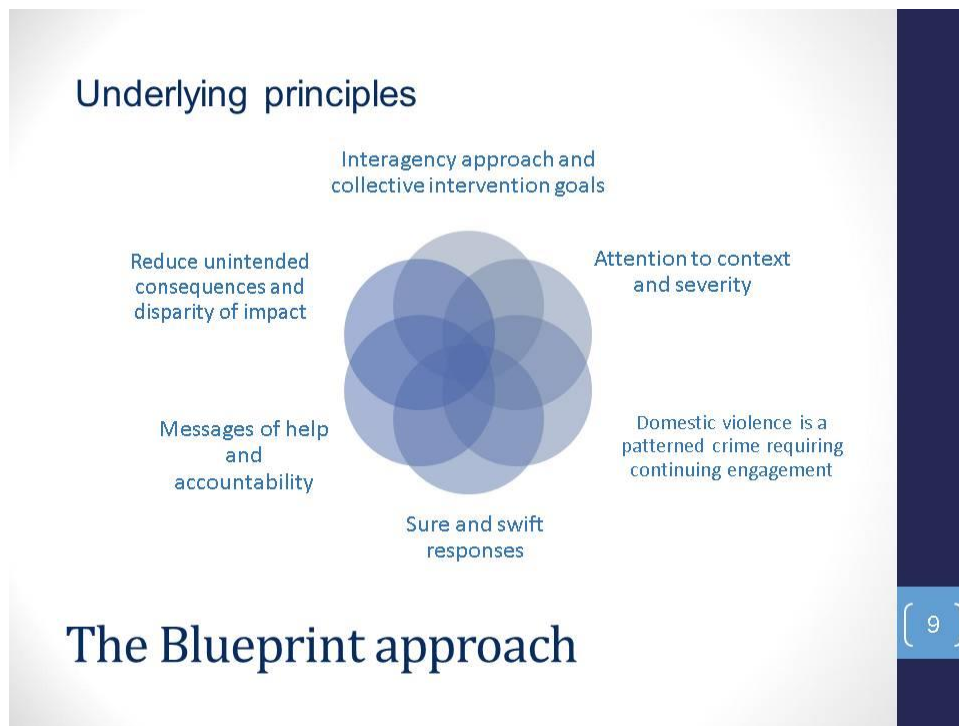 Underlying principles
Interagency approach and
collective intervention goals
Attention to context
and severity
Domestic violence is a
patterned crime requiring
continuing engagement
Sure and swift
responses
Messages of help
and
accountability
Reduce unintended
consequences and
disparity of impact
The Blueprint approach
9